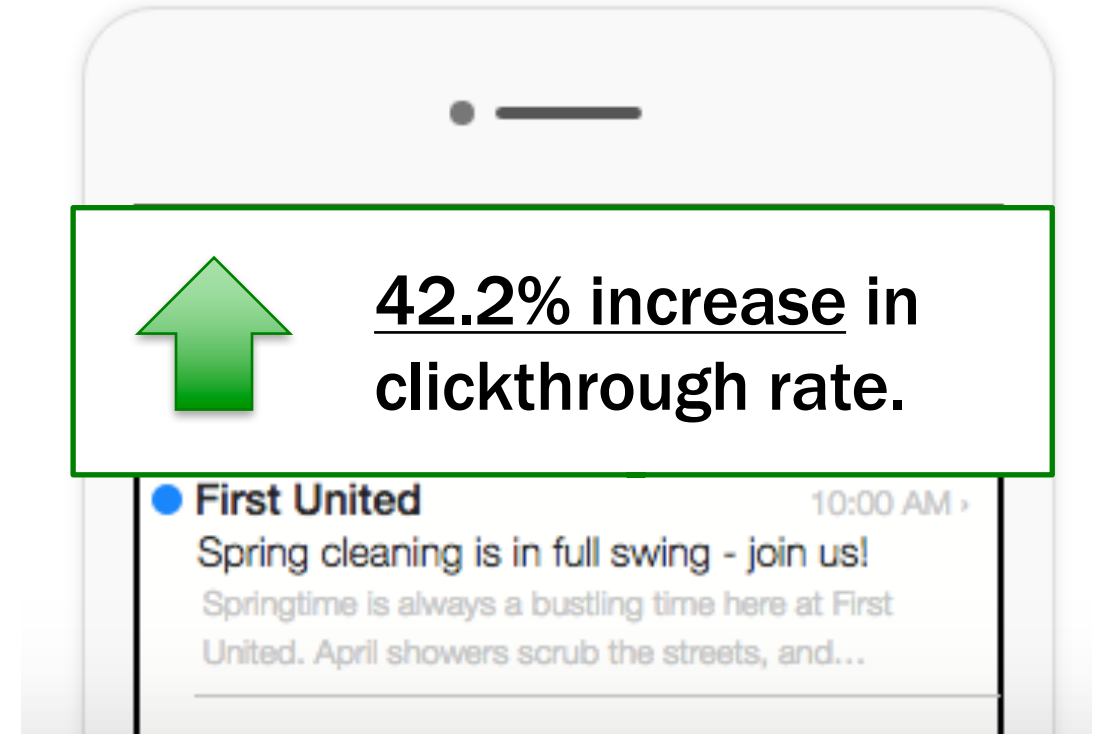 42.2% increase in
clickthrough rate.
First United 10:00 AM ›
Spring cleaning is in full swing - join us!
Springtime is always a bustling time here at First
United. April showers scrub the streets, and...